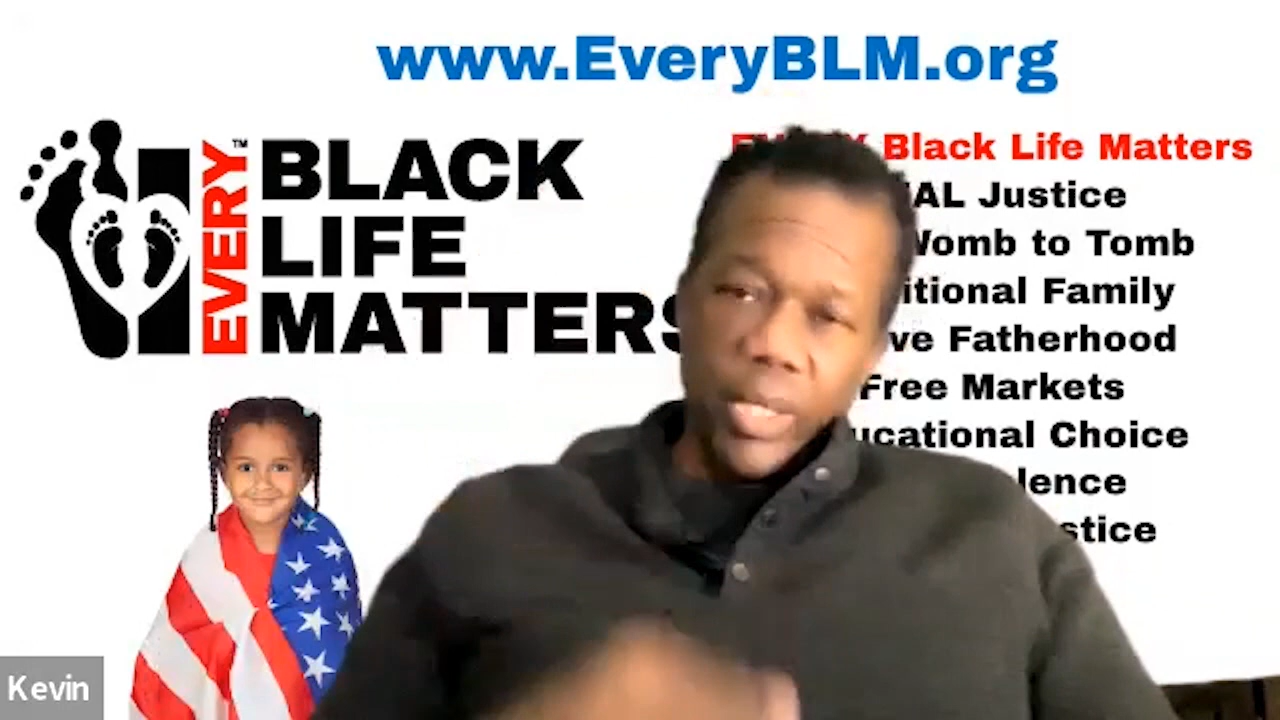 www.EveryBLM.org
EVERY™
BLACK
LIFE
MATTERS
Black Life Matters
Justice
Womb to Tomb
Family
Fatherhood
Free Markets
Choice
Kevin